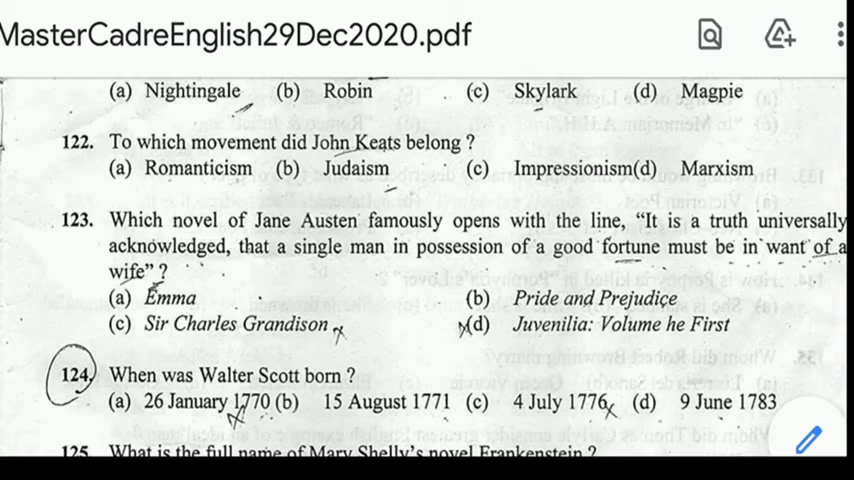 MasterCadreEnglish29Dec2020.pdf
(a) Nightingale (b) Robin (c) Skylark (d) Magpie
122. To which movement did John Keats belong ?
(a) Romanticism (b) Judaism (c) Impressionism(d) Marxism
123. Which novel of Jane Austen famously opens with the line, “It is a truth universally
acknowledged, that a single man in possession of a good fortune must be in want of a
wife” ?
(a) Emma (b) Pride and Prejudice
(c) Sir Charles Grandison (d) Juvenilia: Volume he First
124. When was Walter Scott born ?
(a) 26 January 1770 (b) 15 August 1771 (c) 4 July 1776 (d) 9 June 1783
125. What is the full name of Mary Shelly's novel Frankenstein ?